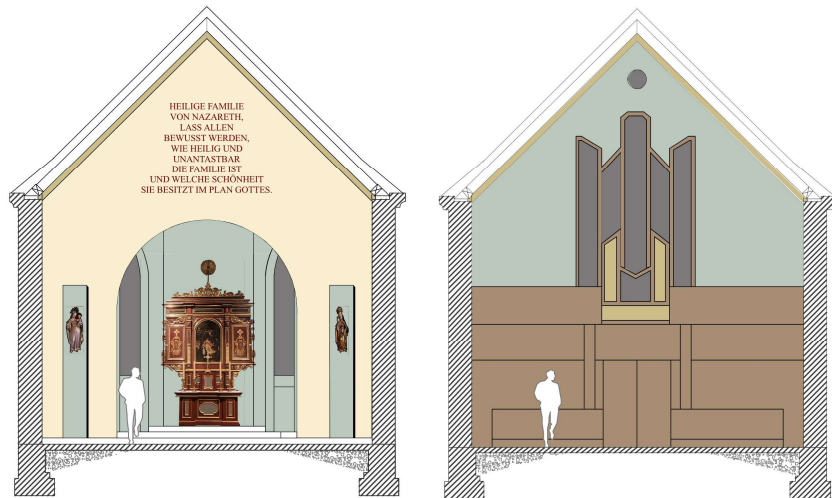 HEILIGE FAMILIE
VON NAZARETH,
LASS ALLEN
BEWUSST WERDEN,
WIE HEILIG UND
UNANTASTBAR
DIE FAMILIE IST
UND WELCHE SCHÖNHEIT
SIE BESITZT IM PLAN GOTTES.